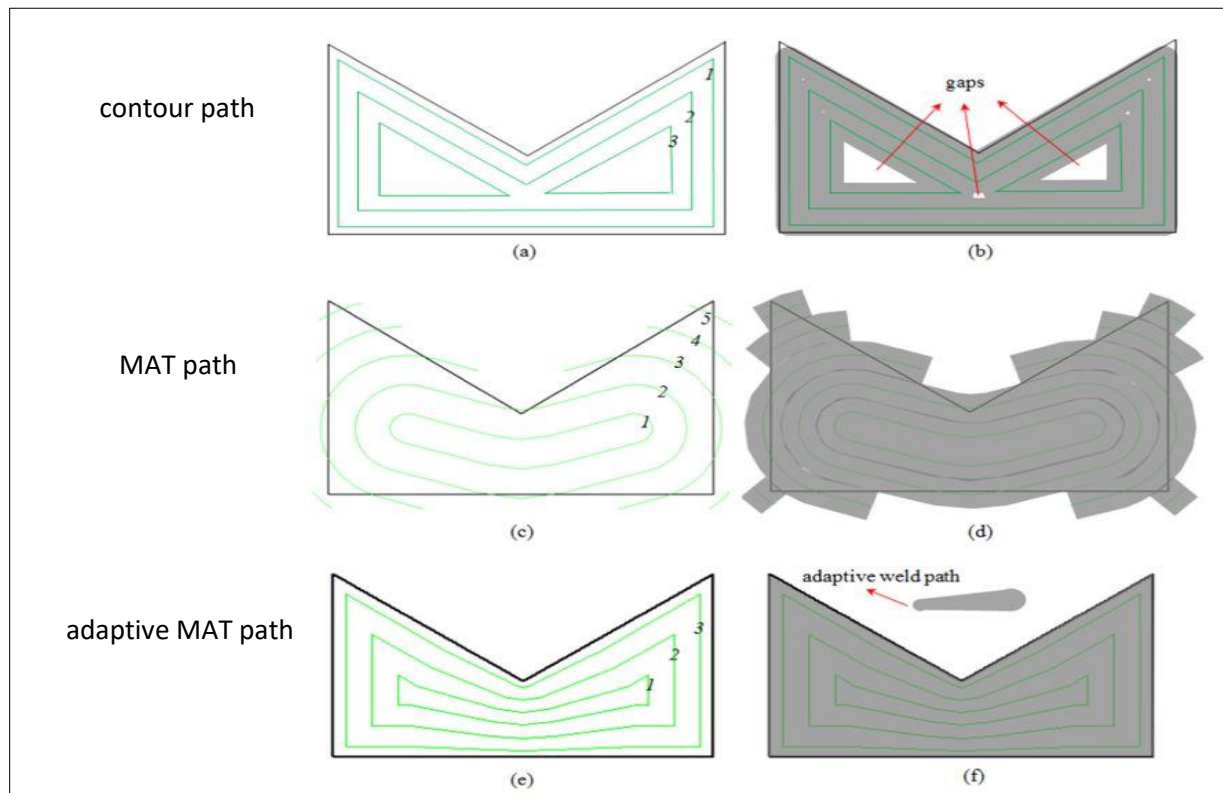 contour path
1
2
3
gaps
(a)
(b)
MAT path
5
4
3
2
1
(c)
(d)
adaptive MAT path
3
2
1
adaptive weld path
(e)
(f)